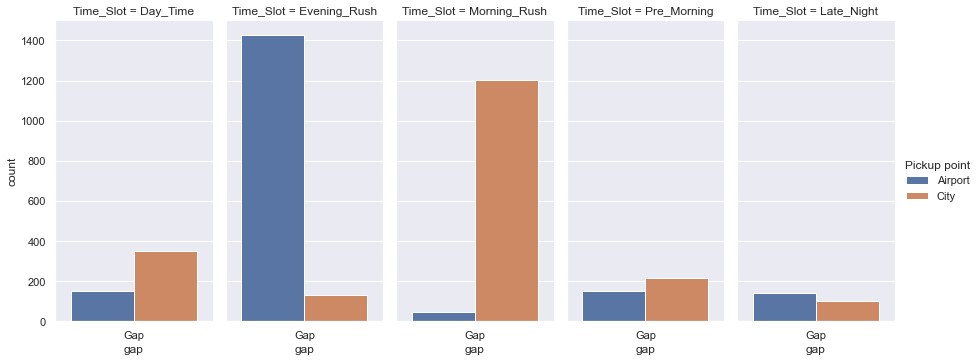 Time_Slot = Day_Time
Time_Slot = Evening_Rush
Time_Slot = Morning_Rush
Time_Slot = Pre_Morning
Time_Slot = Late_Night
1400
1200
1000
800
600
400
200
0
count
Gap
gap
Gap
gap
Gap
gap
Gap
gap
Gap
gap
Pickup point
Airport
City